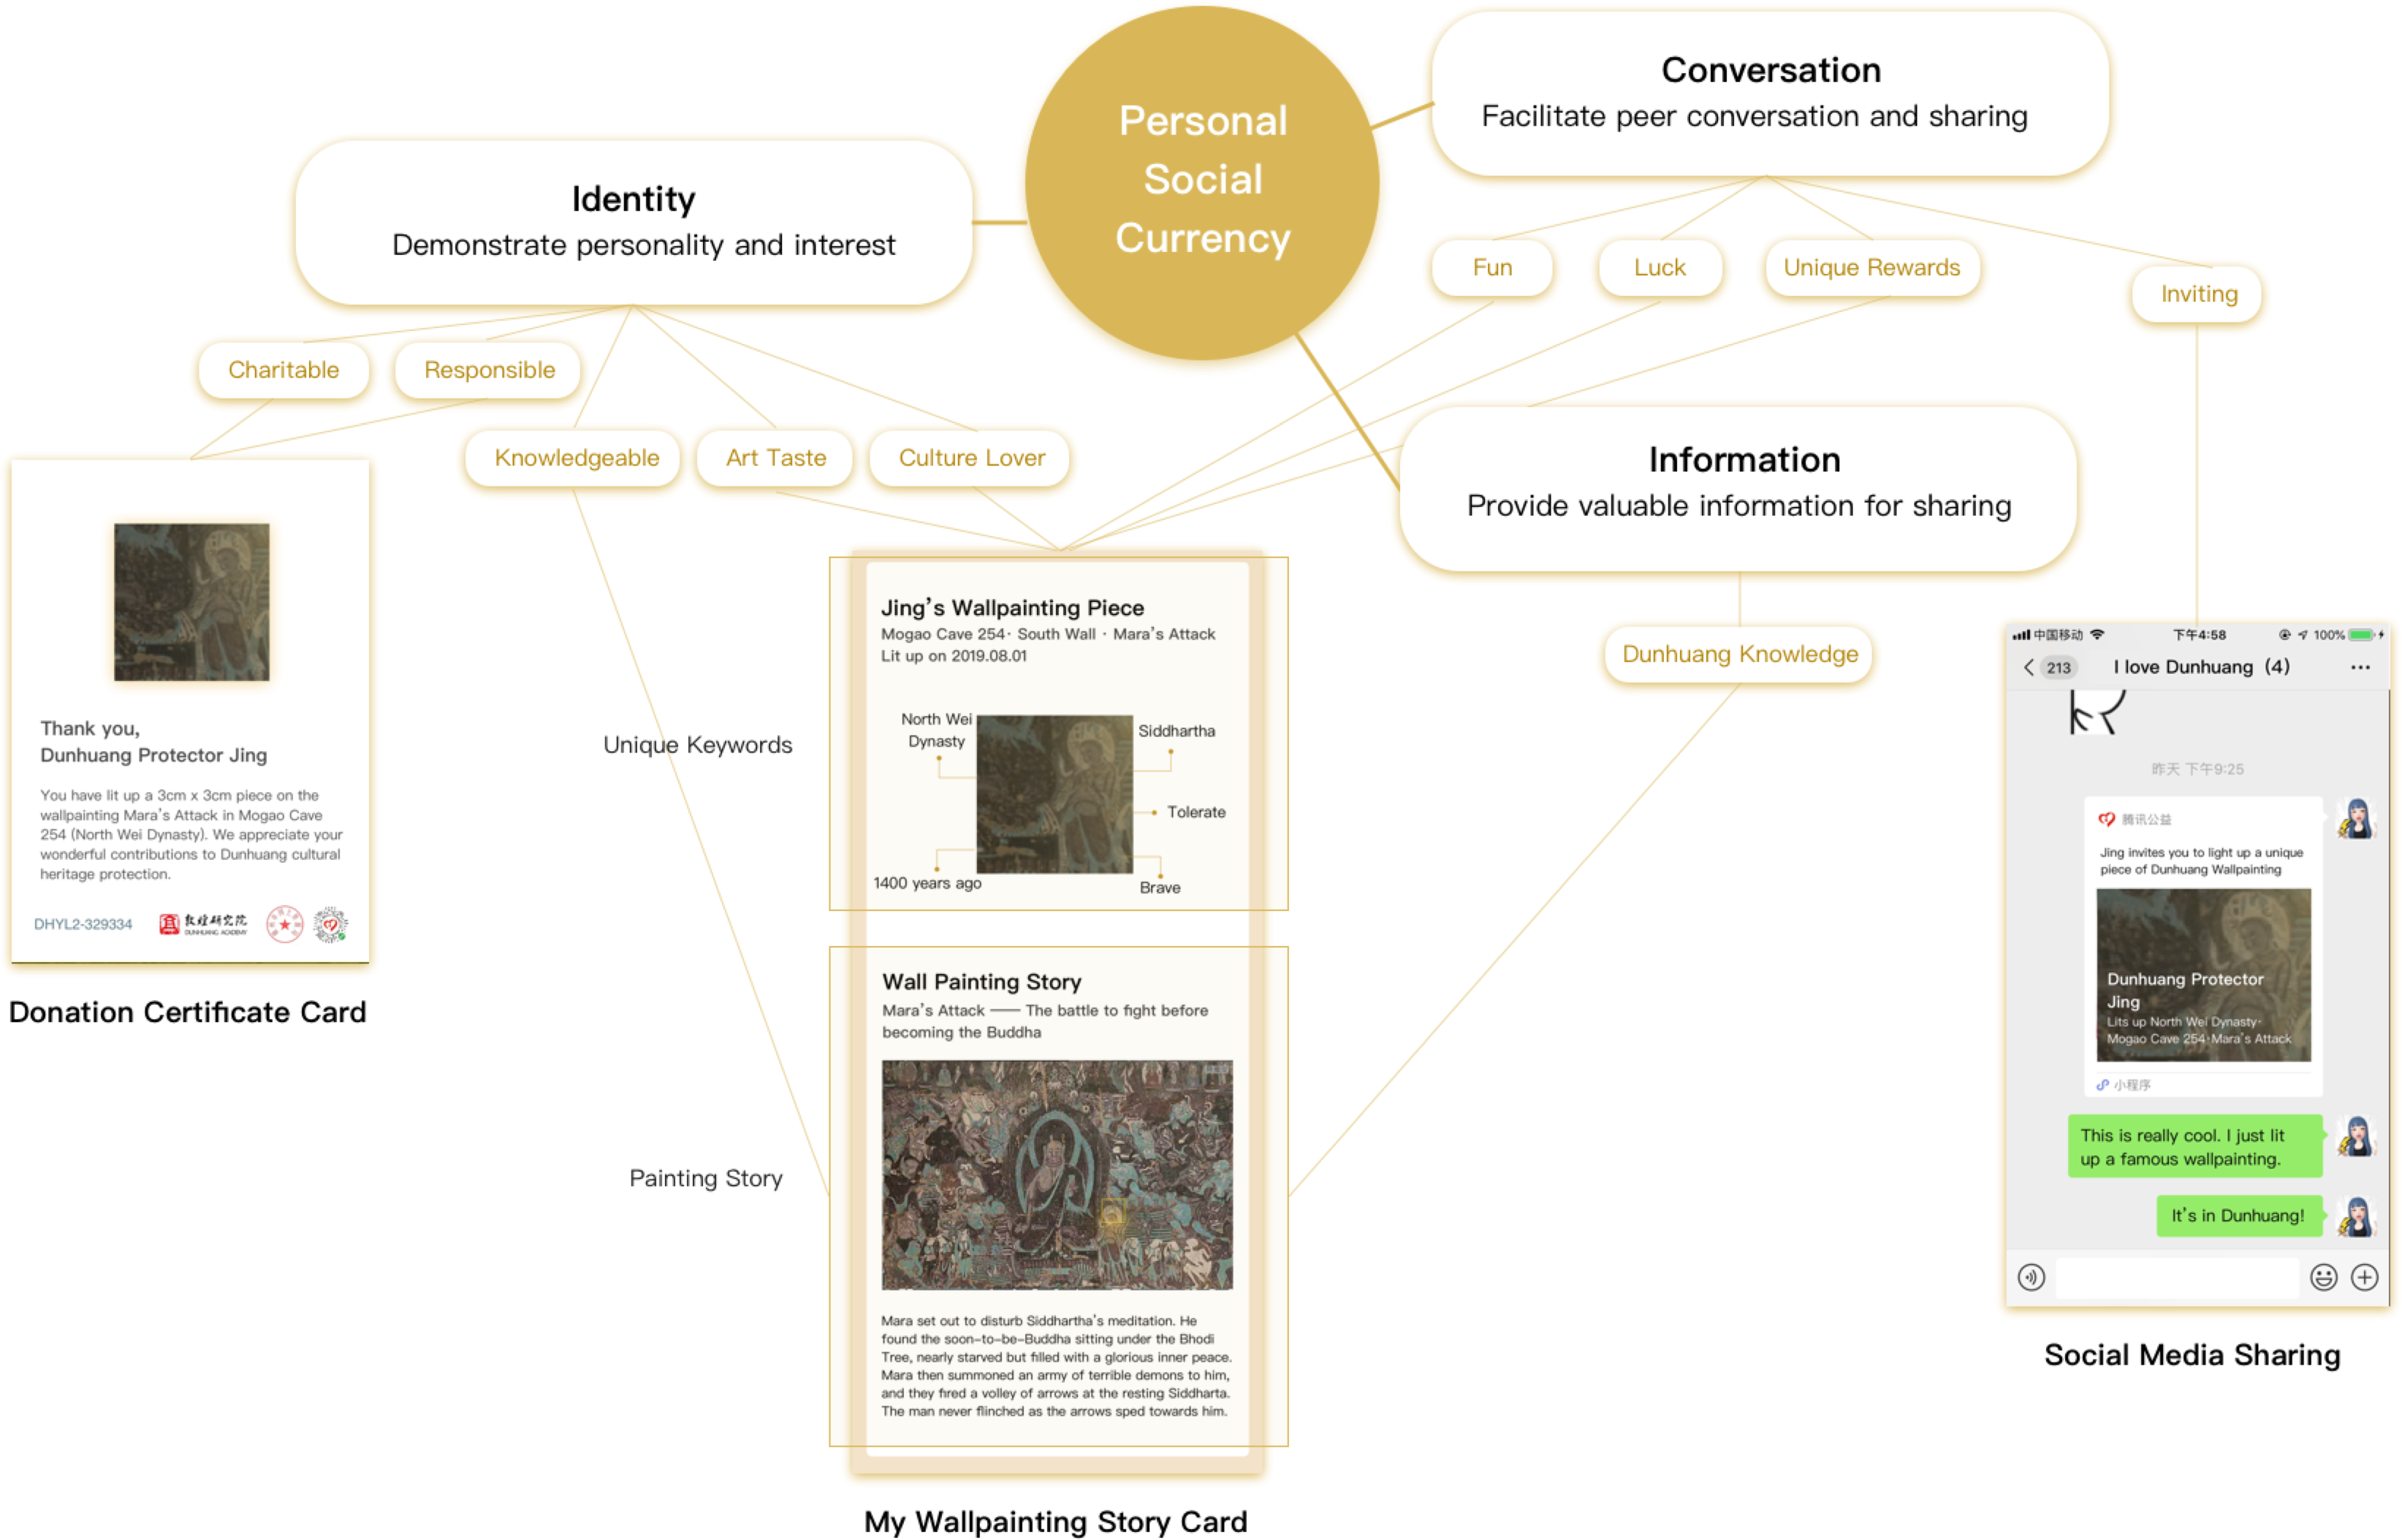 Personal
Social
Currency
Conversation
Facilitate peer conversation and sharing
Identity
Demonstrate personality and interest
Fun
Luck
Unique Rewards
Inviting
Charitable
Responsible
Knowledgeable
Art Taste
Culture Lover
Information
Provide valuable information for sharing
Dunhuang Knowledge
Thank you,
Dunhuang Protector Jing
You have lit up a 3cm x 3cm piece on the
wallpainting Mara's Attack in Mogao Cave
254 (North Wei Dynasty). We appreciate your
wonderful contributions to Dunhuang cultural
heritage protection.
DHYL2-329334
敦煌研究院
DUNHUANG ACADEMY
Donation Certificate Card
Unique Keywords
Painting Story
Jing's Wallpainting Piece
Mogao Cave 254· South Wall · Mara's Attack
Lit up on 2019.08.01
North Wei
Dynasty
Siddhartha
Tolerate
1400 years ago
Brave
Wall Painting Story
Mara's Attack —— The battle to fight before
becoming the Buddha
Mara set out to disturb Siddhartha's meditation. He
found the soon-to-be-Buddha sitting under the Bhodi
Tree, nearly starved but filled with a glorious inner peace.
Mara then summoned an army of terrible demons to him,
and they fired a volley of arrows at the resting Siddharta.
The man never flinched as the arrows sped towards him.
My Wallpainting Story Card
中国移动 下午4:58 100%
213 I love Dunhuang (4)
昨天 下午9:25
腾讯公益
Jing invites you to light up a unique
piece of Dunhuang Wallpainting
Dunhuang Protector
Jing
Lits up North Wei Dynasty·
Mogao Cave 254·Mara's Attack
小程序
This is really cool. I just lit
up a famous wallpainting.
It's in Dunhuang!
Social Media Sharing